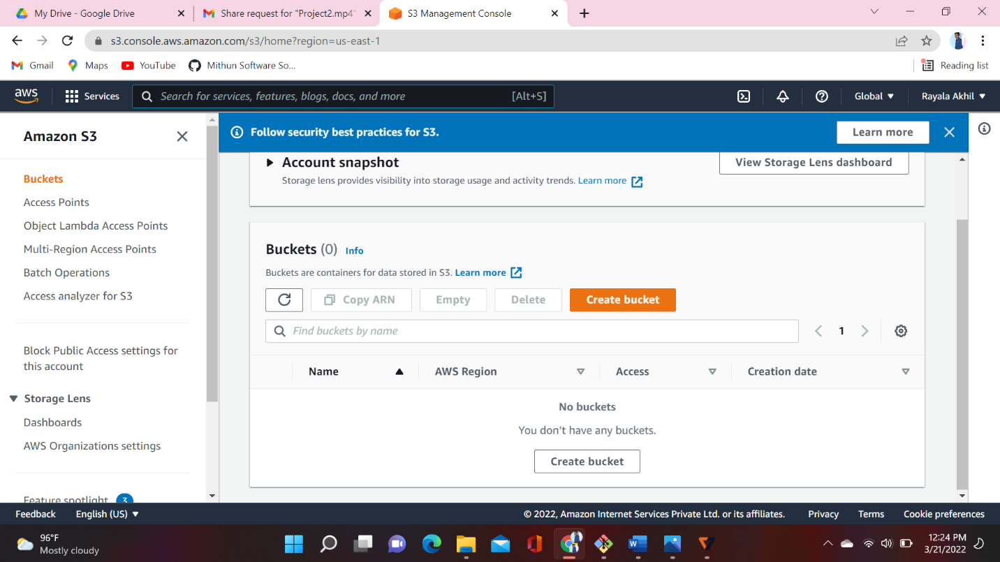 My Drive - Google Drive
Share request for "Project2.mp4"
S3 Management Console
s3.console.aws.amazon.com/s3/home?region=us-east-1
Gmail
Maps
YouTube
Mithun Software So...
Reading list
aws
Services
Search for services, features, blogs, docs, and more
[Alt+S]
Global
Rayala Akhil
Amazon S3
Buckets
Access Points
Object Lambda Access Points
Multi-Region Access Points
Batch Operations
Access analyzer for S3
Block Public Access settings for
this account
Storage Lens
Dashboards
AWS Organizations settings
Feature spotlight 3
Follow security best practices for S3.
Learn more
Account snapshot
View Storage Lens dashboard
Storage lens provides visibility into storage usage and activity trends. Learn more
Buckets (0) Info
Buckets are containers for data stored in S3. Learn more
Copy ARN
Empty
Delete
Create bucket
Find buckets by name
1
Name
AWS Region
Access
Creation date
No buckets
You don't have any buckets.
Create bucket
Feedback
English (US)
© 2022, Amazon Internet Services Private Ltd. or its affiliates.
Privacy
Terms
Cookie preferences
96°F
Mostly cloudy
12:24 PM
3/21/2022